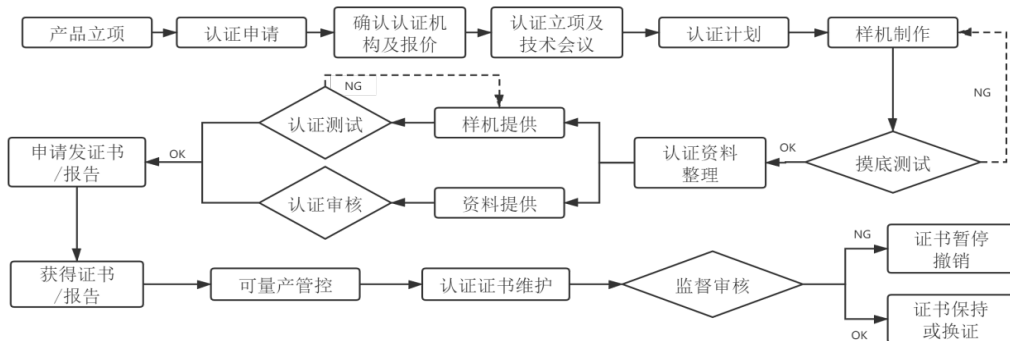 产品立项
认证申请
确认认证机
构及报价
认证立项及
技术会议
认证计划
样机制作
NG
NG
认证测试
样机提供
申请发证书
/报告
OK
认证资料
整理
OK
摸底测试
认证审核
资料提供
获得证书
/报告
可量产管控
认证证书维护
监督审核
NG
证书暂停
撤销
OK
证书保持
或换证